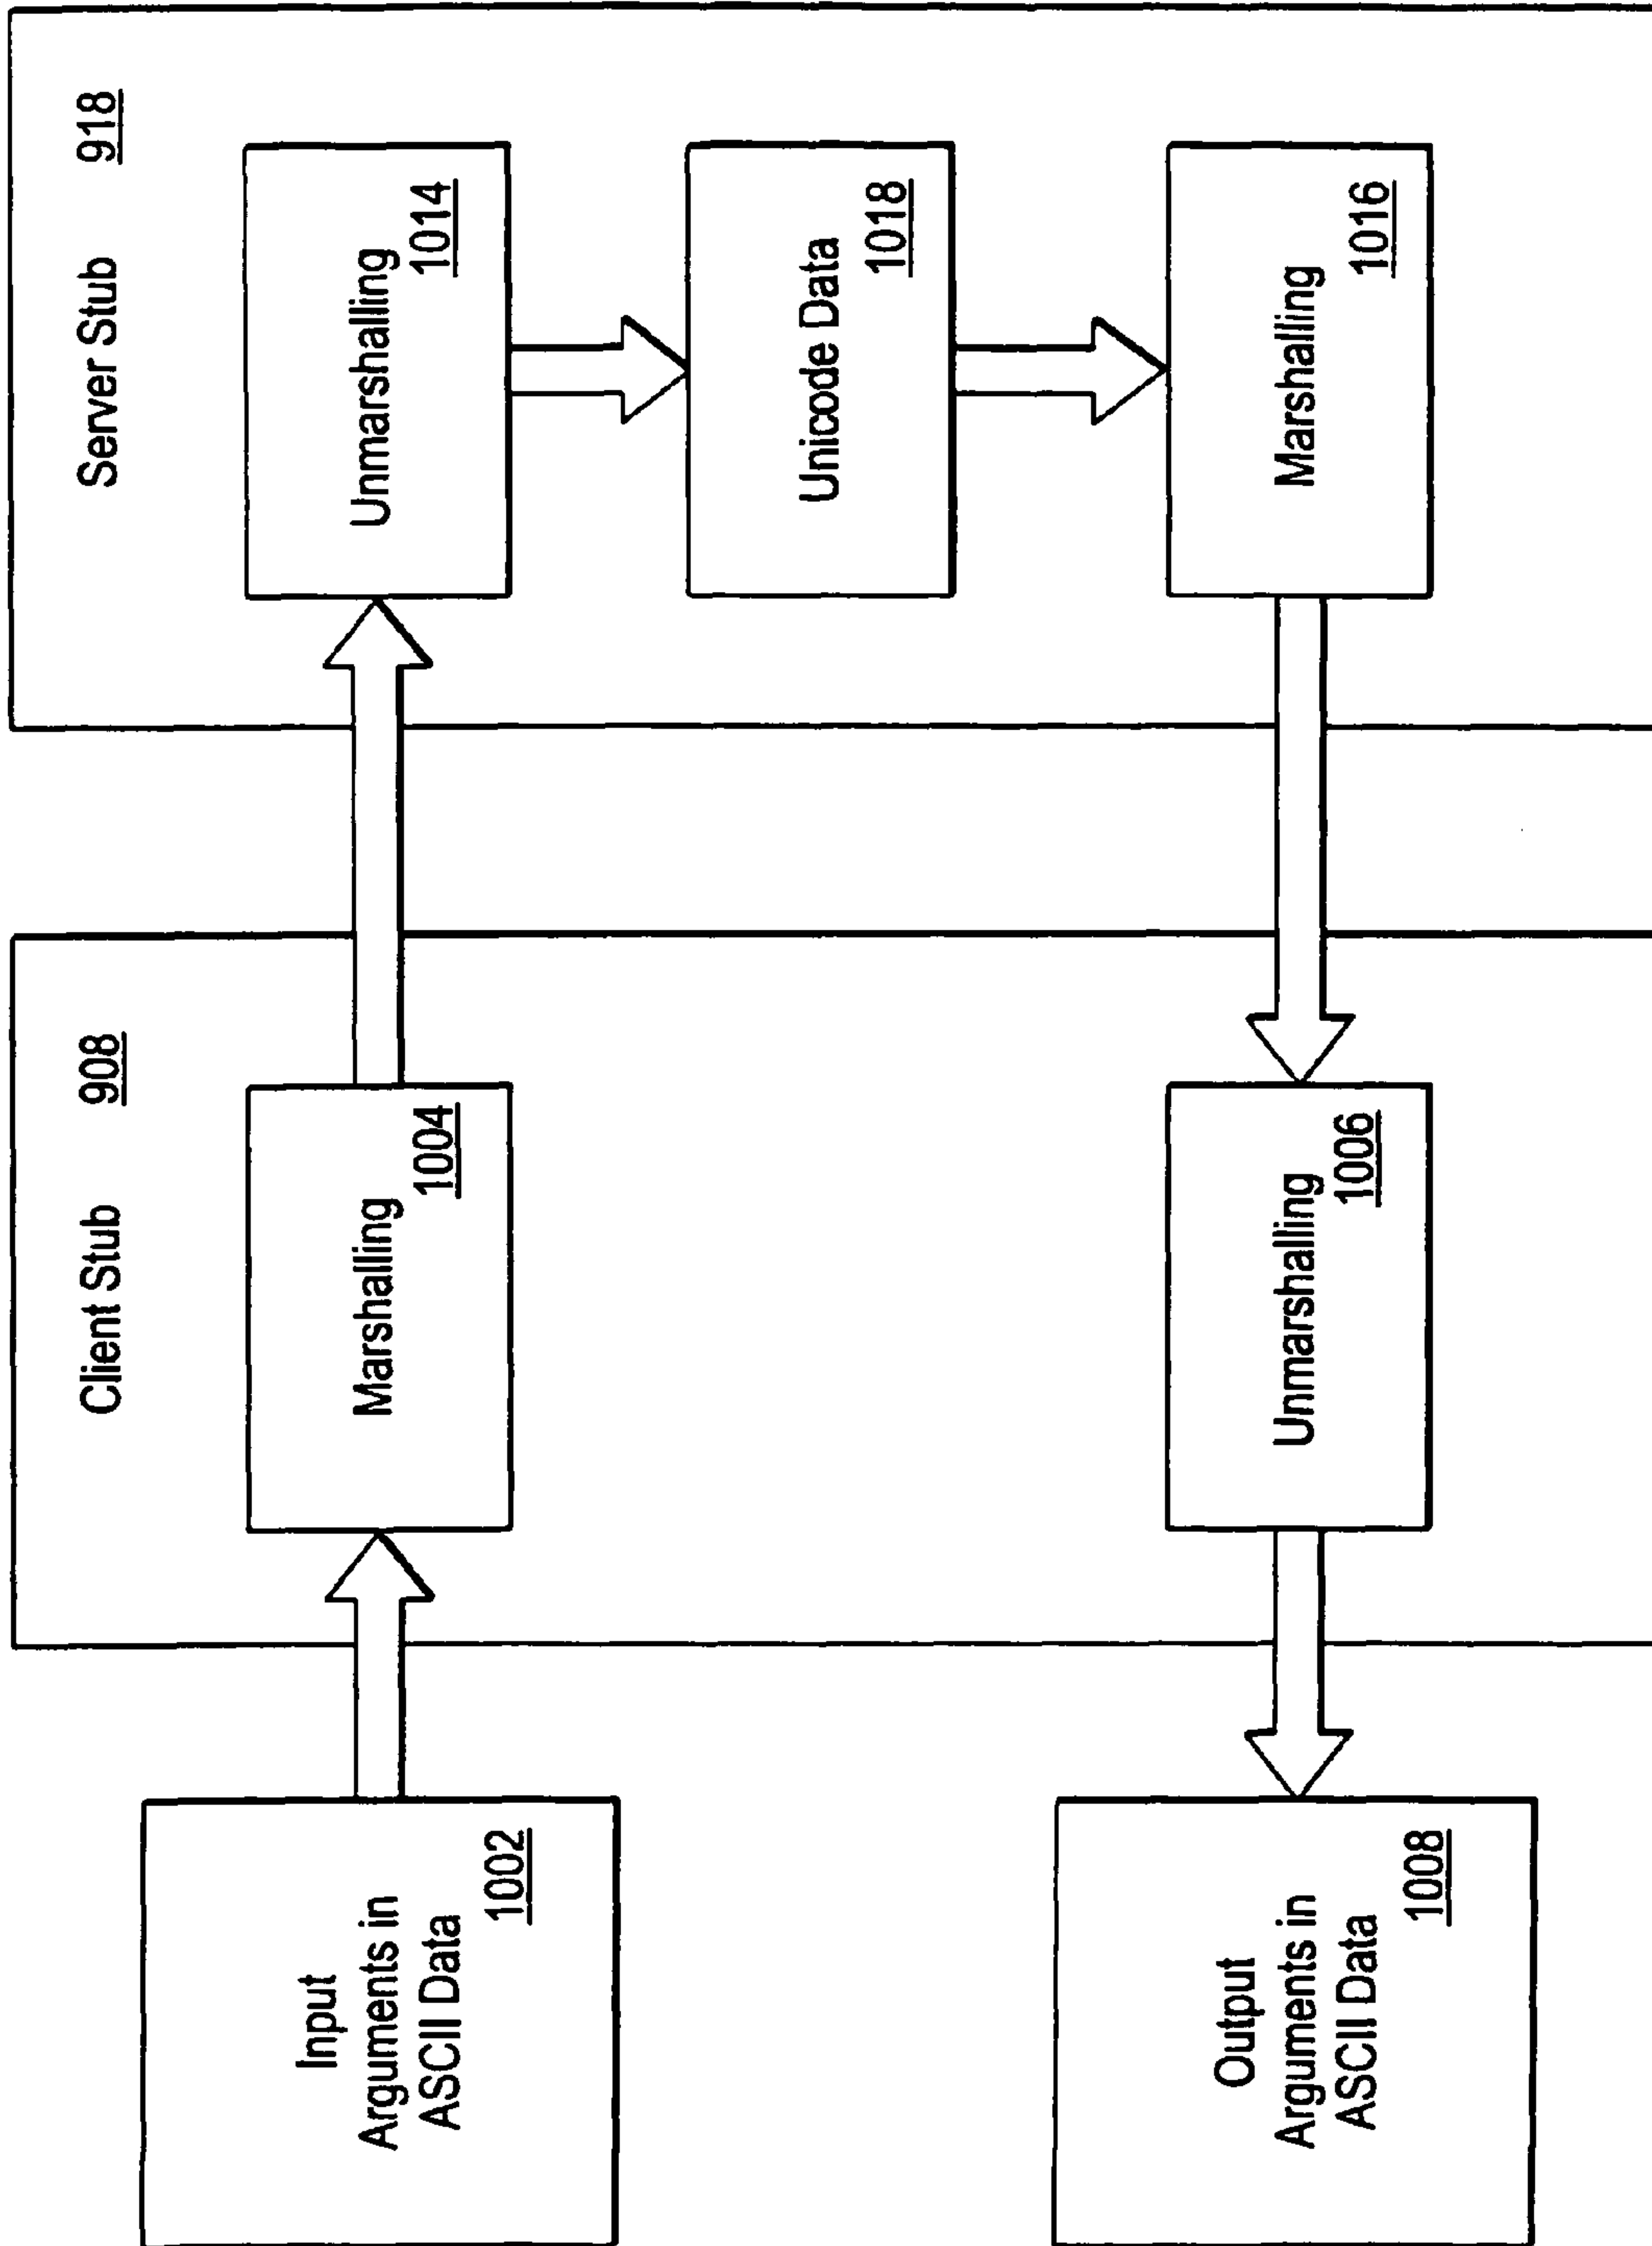 Input
Arguments in
ASCII Data
1002
Client Stub 908
Marshalling
1004
Server Stub 918
Unmarshalling
1014
Unicode Data
1018
Marshalling
1016
Unmarshalling
1006
Output
Arguments in
ASCII Data
1008